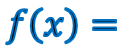 f(x) =